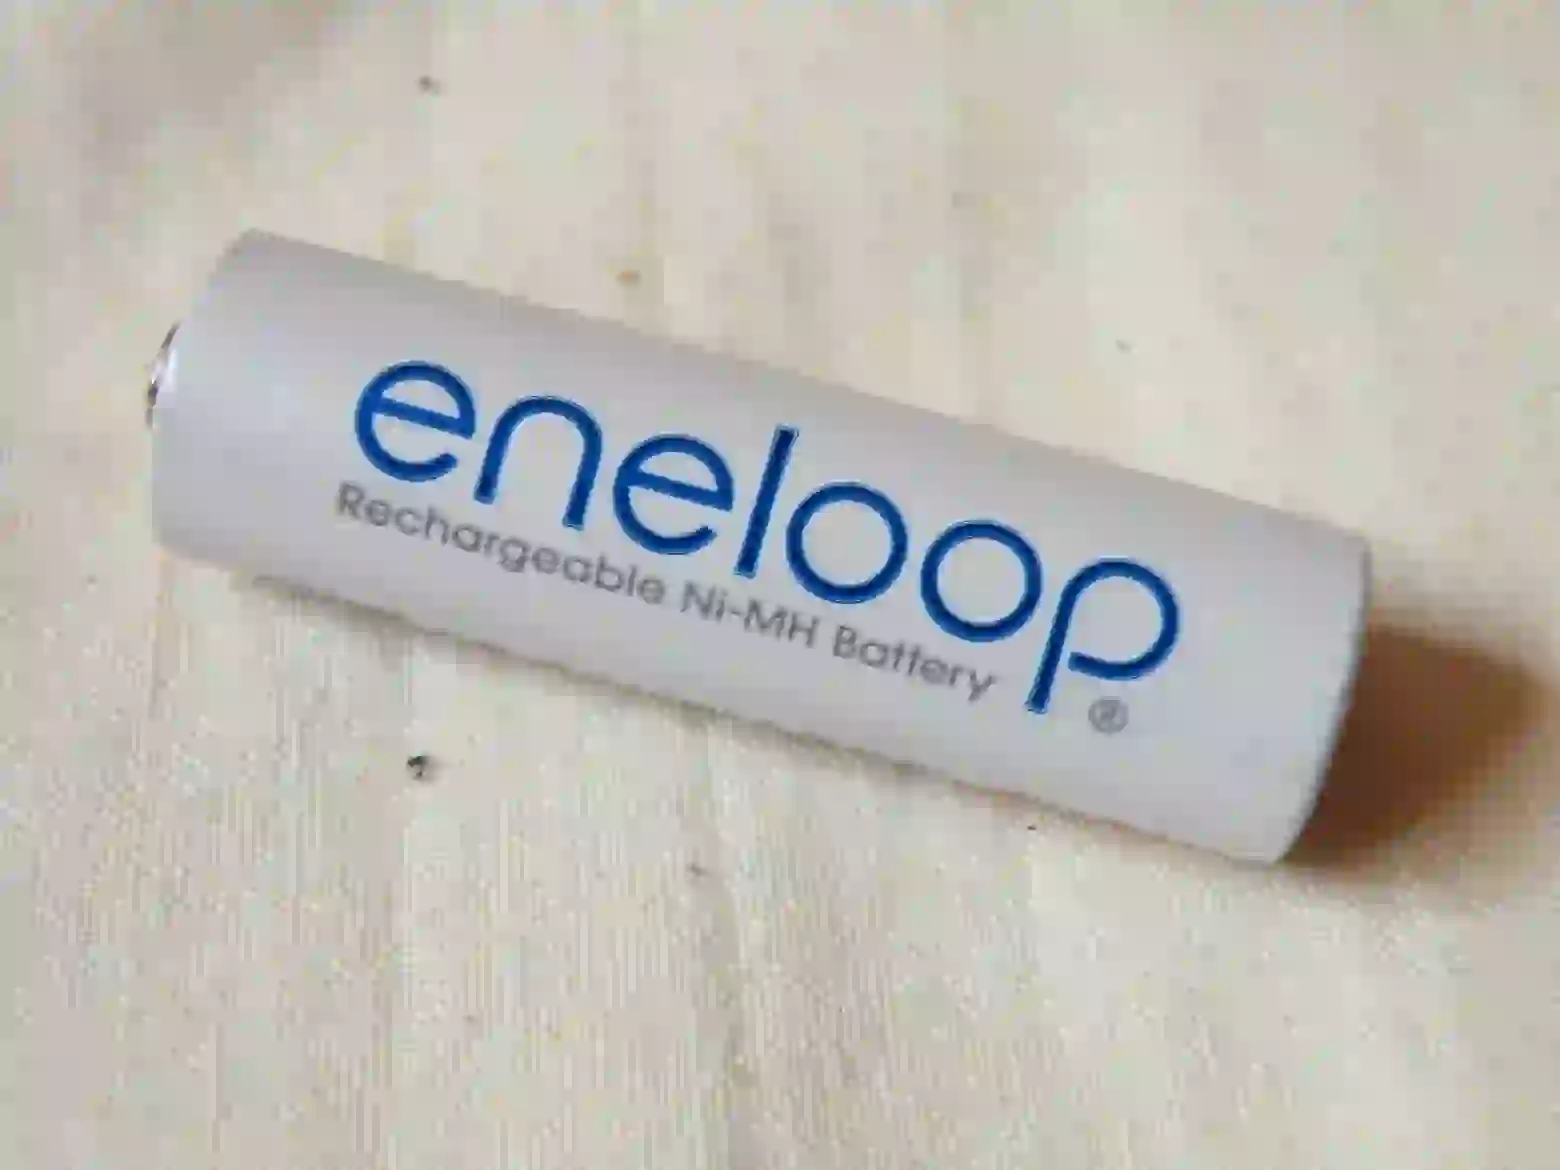 eneloop
Rechargeable Ni-MH Battery
®